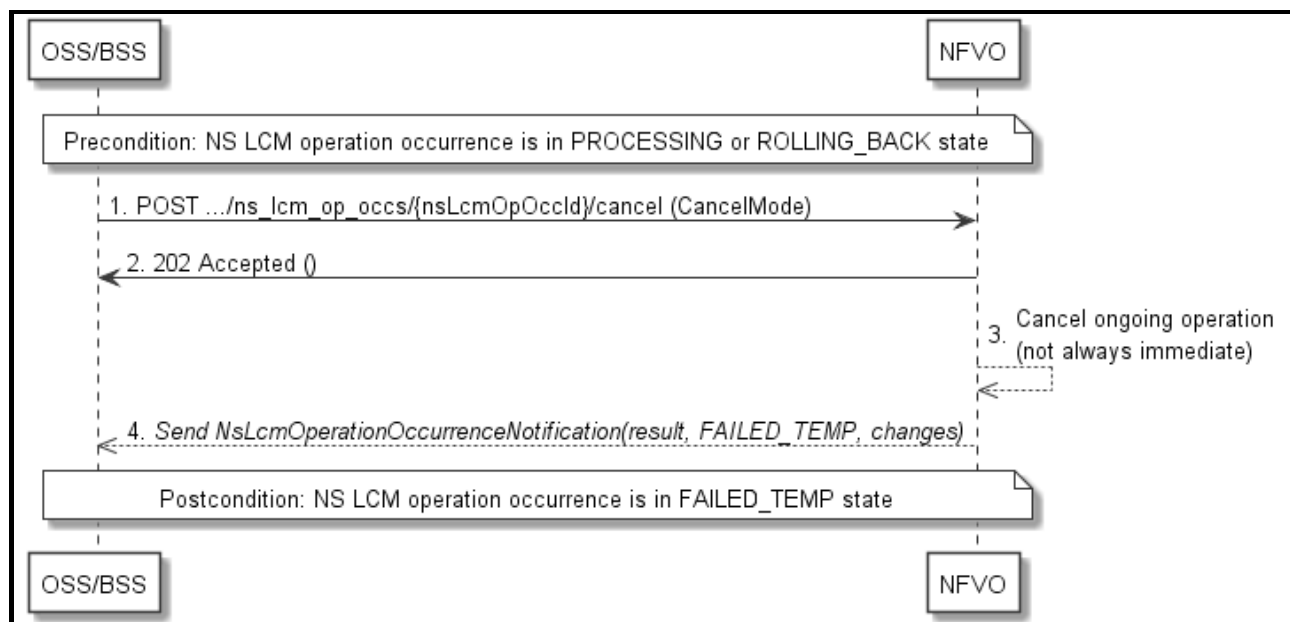 OSS/BSS
NFVO
Precondition: NS LCM operation occurrence is in PROCESSING or ROLLING_BACK state
1. POST .../ns_lcm_op_occs/{nsLcmOpOccId}/cancel (CancelMode)
2. 202 Accepted ()
3. Cancel ongoing operation
(not always immediate)
4. Send NsLcmOperationOccurrenceNotification(result, FAILED_TEMP, changes)
Postcondition: NS LCM operation occurrence is in FAILED_TEMP state
OSS/BSS
NFVO